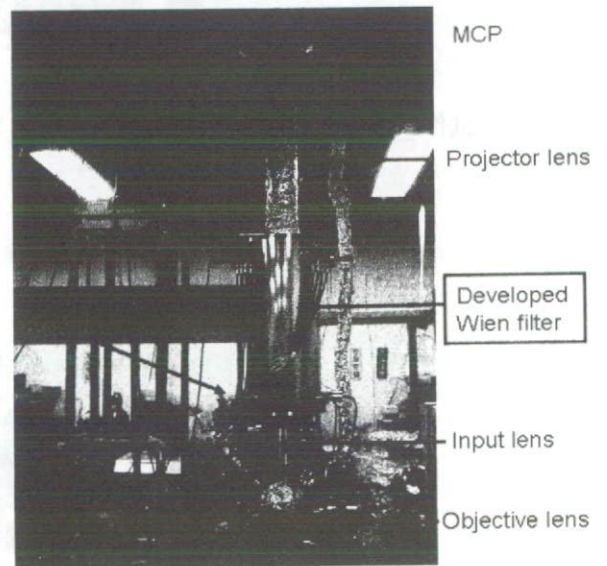 MCP
Projector lens
Developed
Wien filter
Input lens
Objective lens